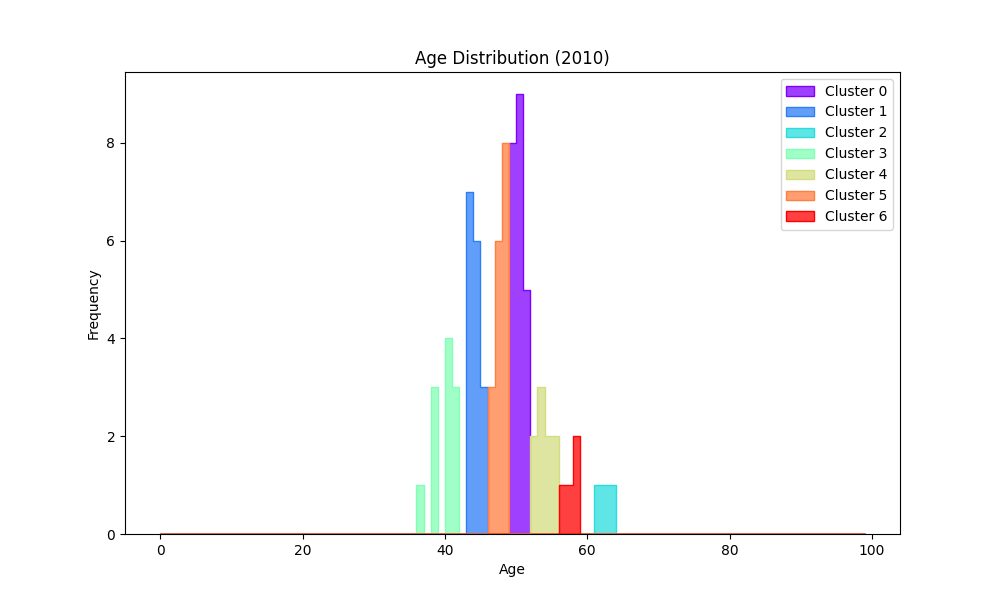 Age Distribution (2010)
Cluster 0
Cluster 1
Cluster 2
Cluster 3
Cluster 4
Cluster 5
Cluster 6
Frequency
8
6
4
2
0
0 20 40 60 80 100
Age